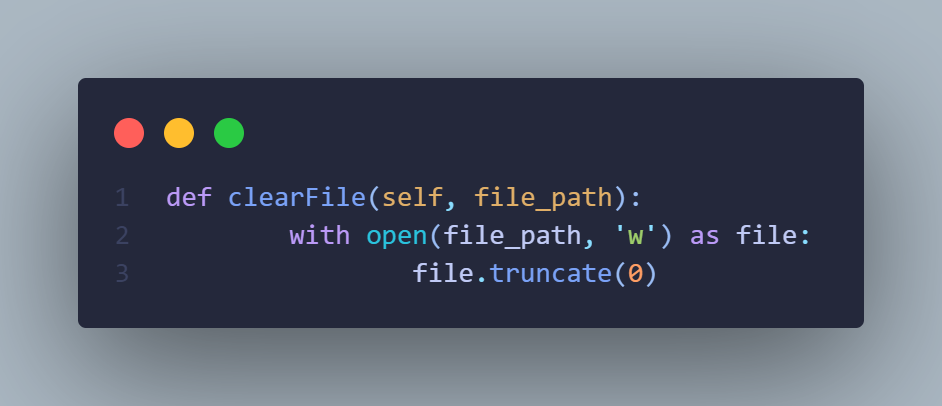 1 def clearFile(self, file_path):
2         with open(file_path, 'w') as file:
3                 file.truncate(0)